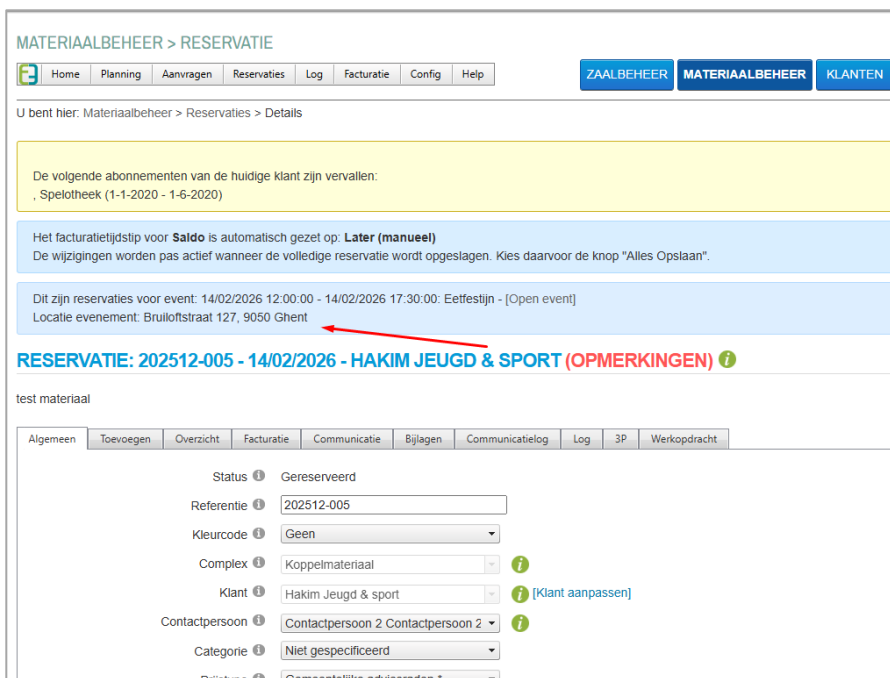 MATERIAALBEHEER > RESERVATIE
Home Planning Aanvragen Reservaties Log Facturatie Config Help
ZAALBEHEER MATERIAALBEHEER KLANTEN
U bent hier: Materiaalbeheer > Reservaties > Details
De volgende abonnementen van de huidige klant zijn vervallen:
, Spelotheek (1-1-2020 - 1-6-2020)
Het facturatietijdstip voor Saldo is automatisch gezet op: Later (manueel)
De wijzigingen worden pas actief wanneer de volledige reservatie wordt opgeslagen. Kies daarvoor de knop "Alles Opslaan".
Dit zijn reservaties voor event: 14/02/2026 12:00:00 - 14/02/2026 17:30:00: Eetfestijn - [Open event]
Locatie evenement: Bruiloftstraat 127, 9050 Ghent
RESERVATIE: 202512-005 - 14/02/2026 - HAKIM JEUGD & SPORT (OPMERKINGEN)
test materiaal
Algemeen Toevoegen Overzicht Facturatie Communicatie Bijlagen Communicatielog Log 3P Werkopdracht
Status Gereserveerd
Referentie 202512-005
Kleurcode Geen
Complex Koppelmateriaal
Klant Hakim Jeugd & sport [Klant aanpassen]
Contactpersoon Contactpersoon 2 Contactpersoon 2
Categorie Niet gespecificeerd